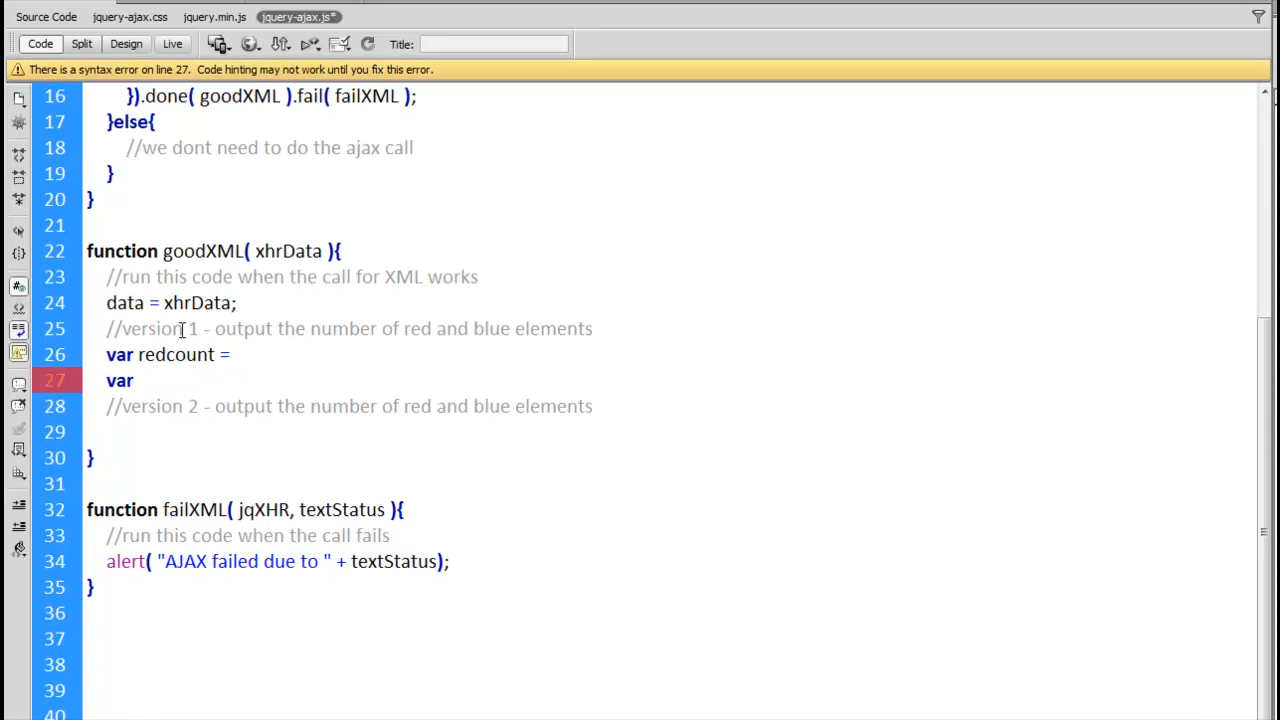 Source Code jquery-ajax.css jquery.min.js jquery-ajax.js*
Code Split Design Live Title:
There is a syntax error on line 27. Code hinting may not work until you fix this error.
16 }).done( goodXML ).fail( failXML );
17 }else{
18 //we dont need to do the ajax call
19 }
20 }
21
22 function goodXML( xhrData ){
23 //run this code when the call for XML works
24 data = xhrData;
25 //version 1 - output the number of red and blue elements
26 var redcount =
27 var
28 //version 2 - output the number of red and blue elements
29
30 }
31
32 function failXML( jqXHR, textStatus ){
33 //run this code when the call fails
34 alert( "AJAX failed due to " + textStatus);
35 }
36
37
38
39
40